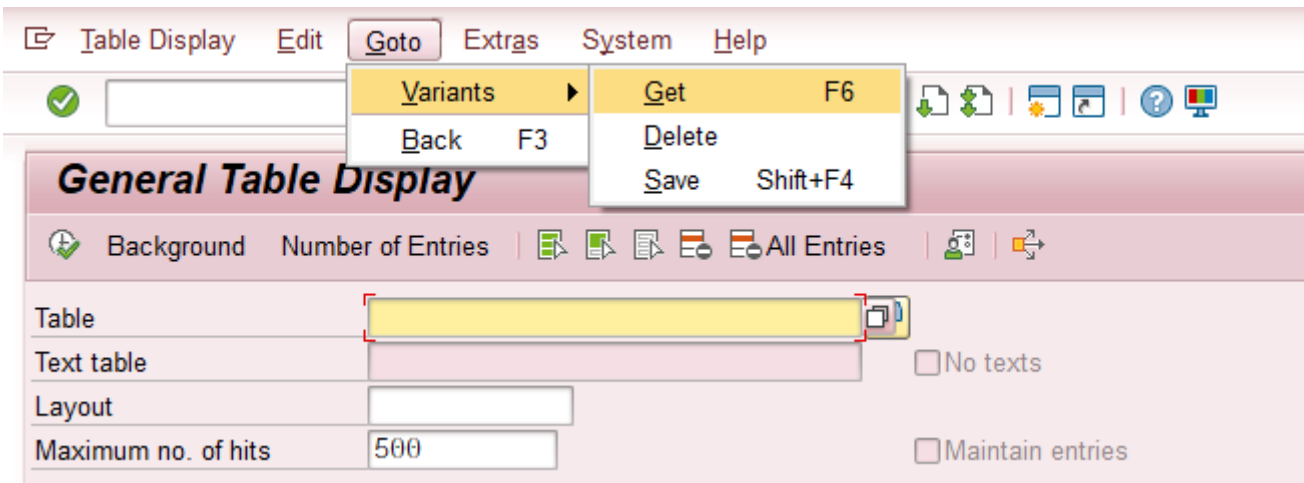 Table Display Edit Goto Extras System Help
Variants Get F6
Back F3 Delete
Save Shift+F4
General Table Display
Background Number of Entries All Entries
Table
Text table No texts
Layout
Maximum no. of hits 500 Maintain entries